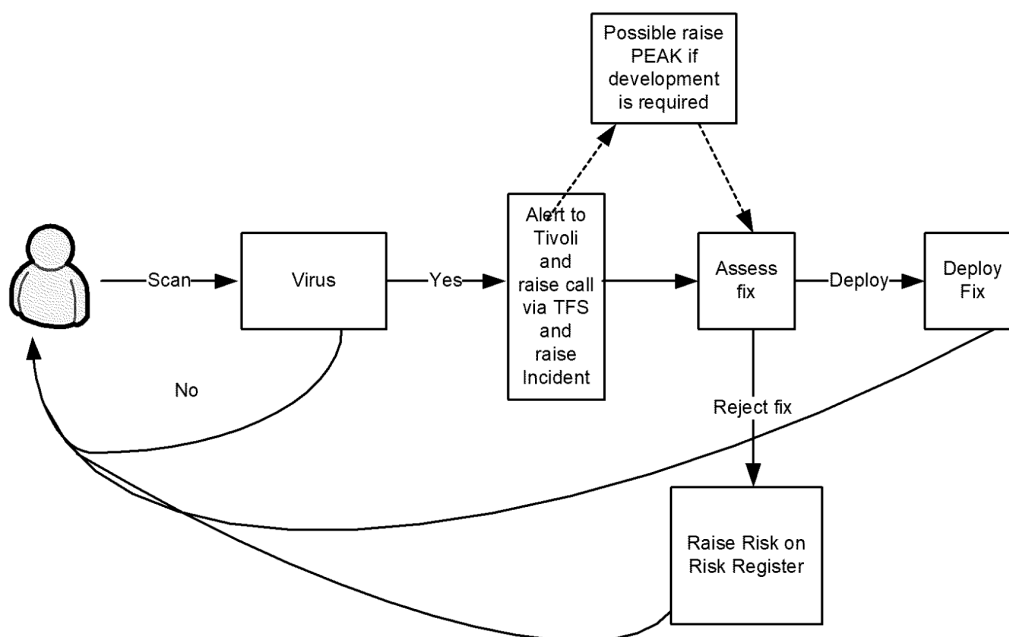 Possible raise
PEAK if
development
is required
Alert to
Tivoli
and
raise call
via TFS
and
raise
Incident
Scan
Virus
Yes
Assess
fix
Deploy
Deploy
Fix
No
Reject fix
Raise Risk on
Risk Register